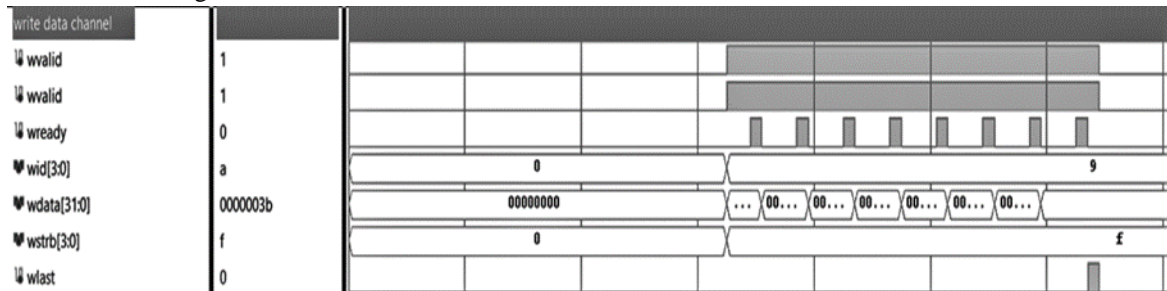 write data channel
wvalid 1
wvalid 1
wready 0
wid[3:0] a 0 9
wdata[31:0] 0000003b 00000000 ... 00... 00... 00... 00... 00... 00...
wstrb[3:0] f 0 f
wlast 0